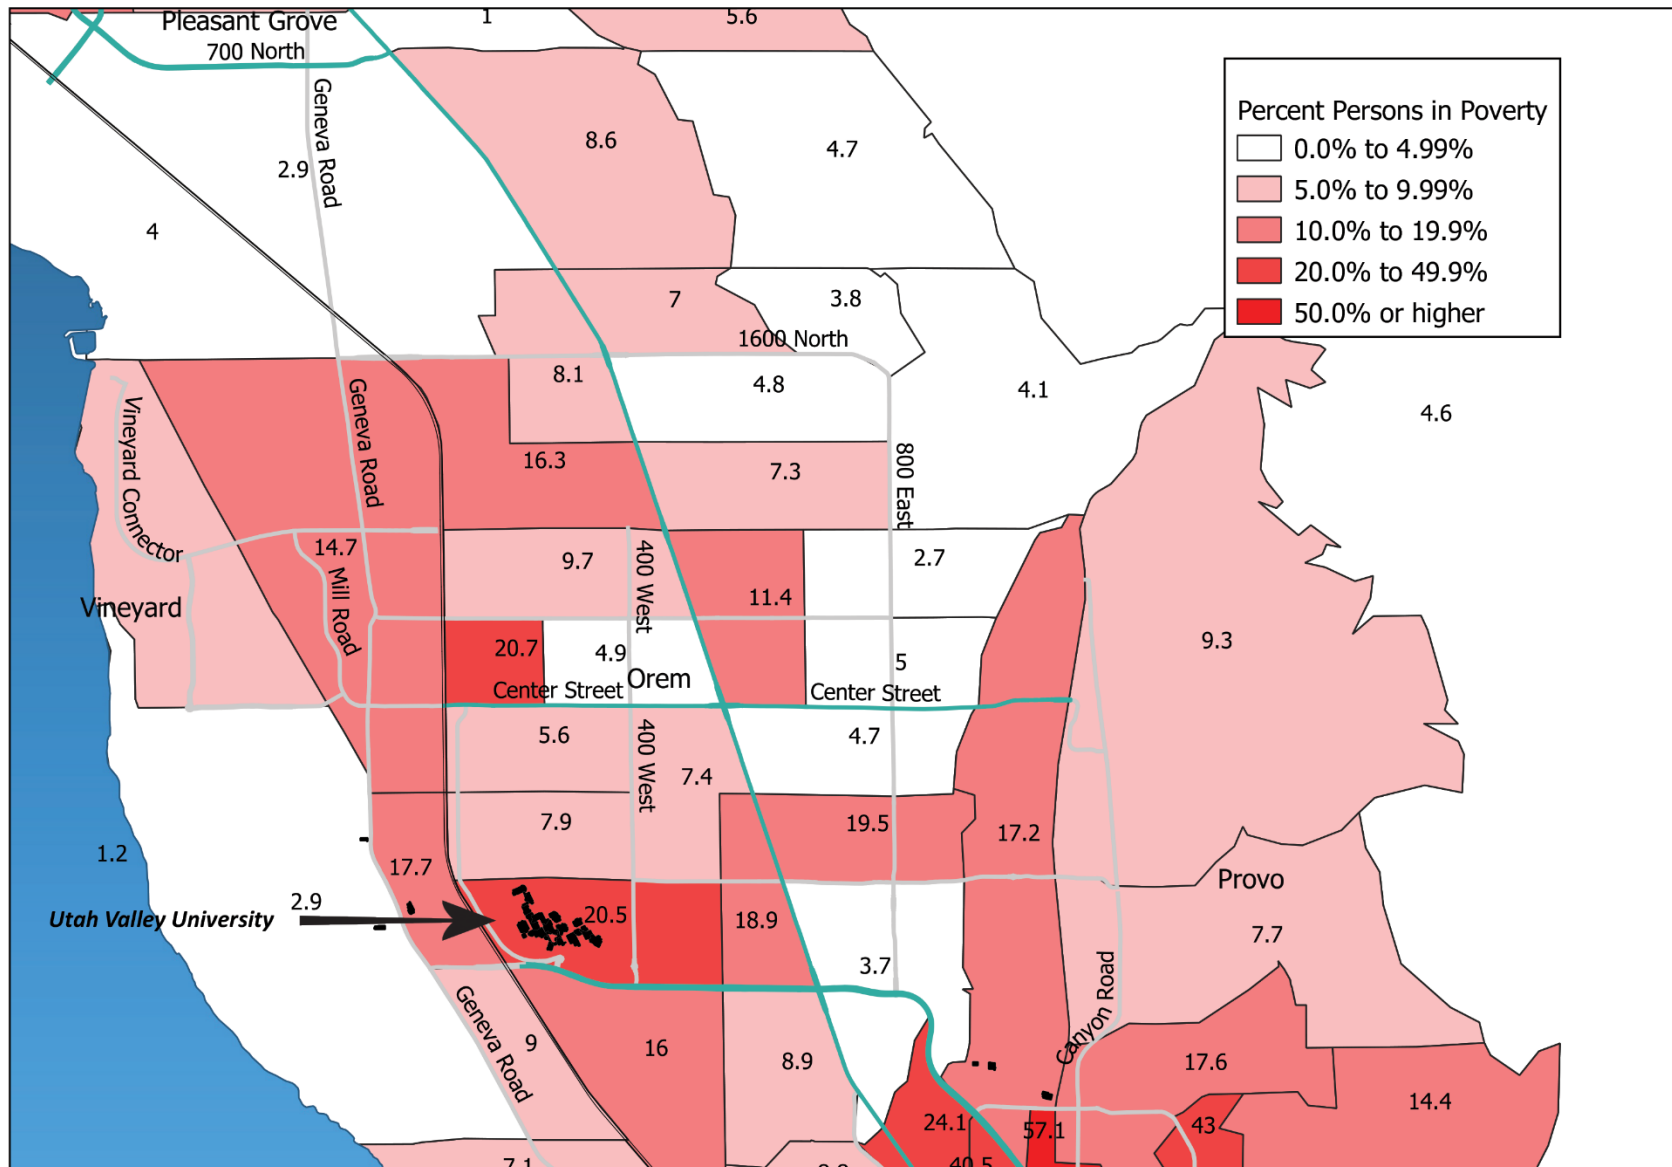 Pleasant Grove
1
5.6
700 North
Percent Persons in Poverty
0.0% to 4.99%
5.0% to 9.99%
10.0% to 19.9%
20.0% to 49.9%
50.0% or higher
Geneva Road
8.6
4.7
2.9
4
7
3.8
1600 North
8.1
4.8
4.1
4.6
Vineyard Connector
Geneva Road
16.3
7.3
800 East
14.7
Mill Road
9.7
400 West
11.4
2.7
Vineyard
20.7
4.9
Orem
5
9.3
Center Street
Center Street
5.6
400 West
7.4
4.7
7.9
19.5
17.2
1.2
17.7
Provo
2.9
Utah Valley University
20.5
18.9
7.7
3.7
Canyon Road
Geneva Road
9
16
8.9
17.6
14.4
24.1
57.1
43
7.1
40.5